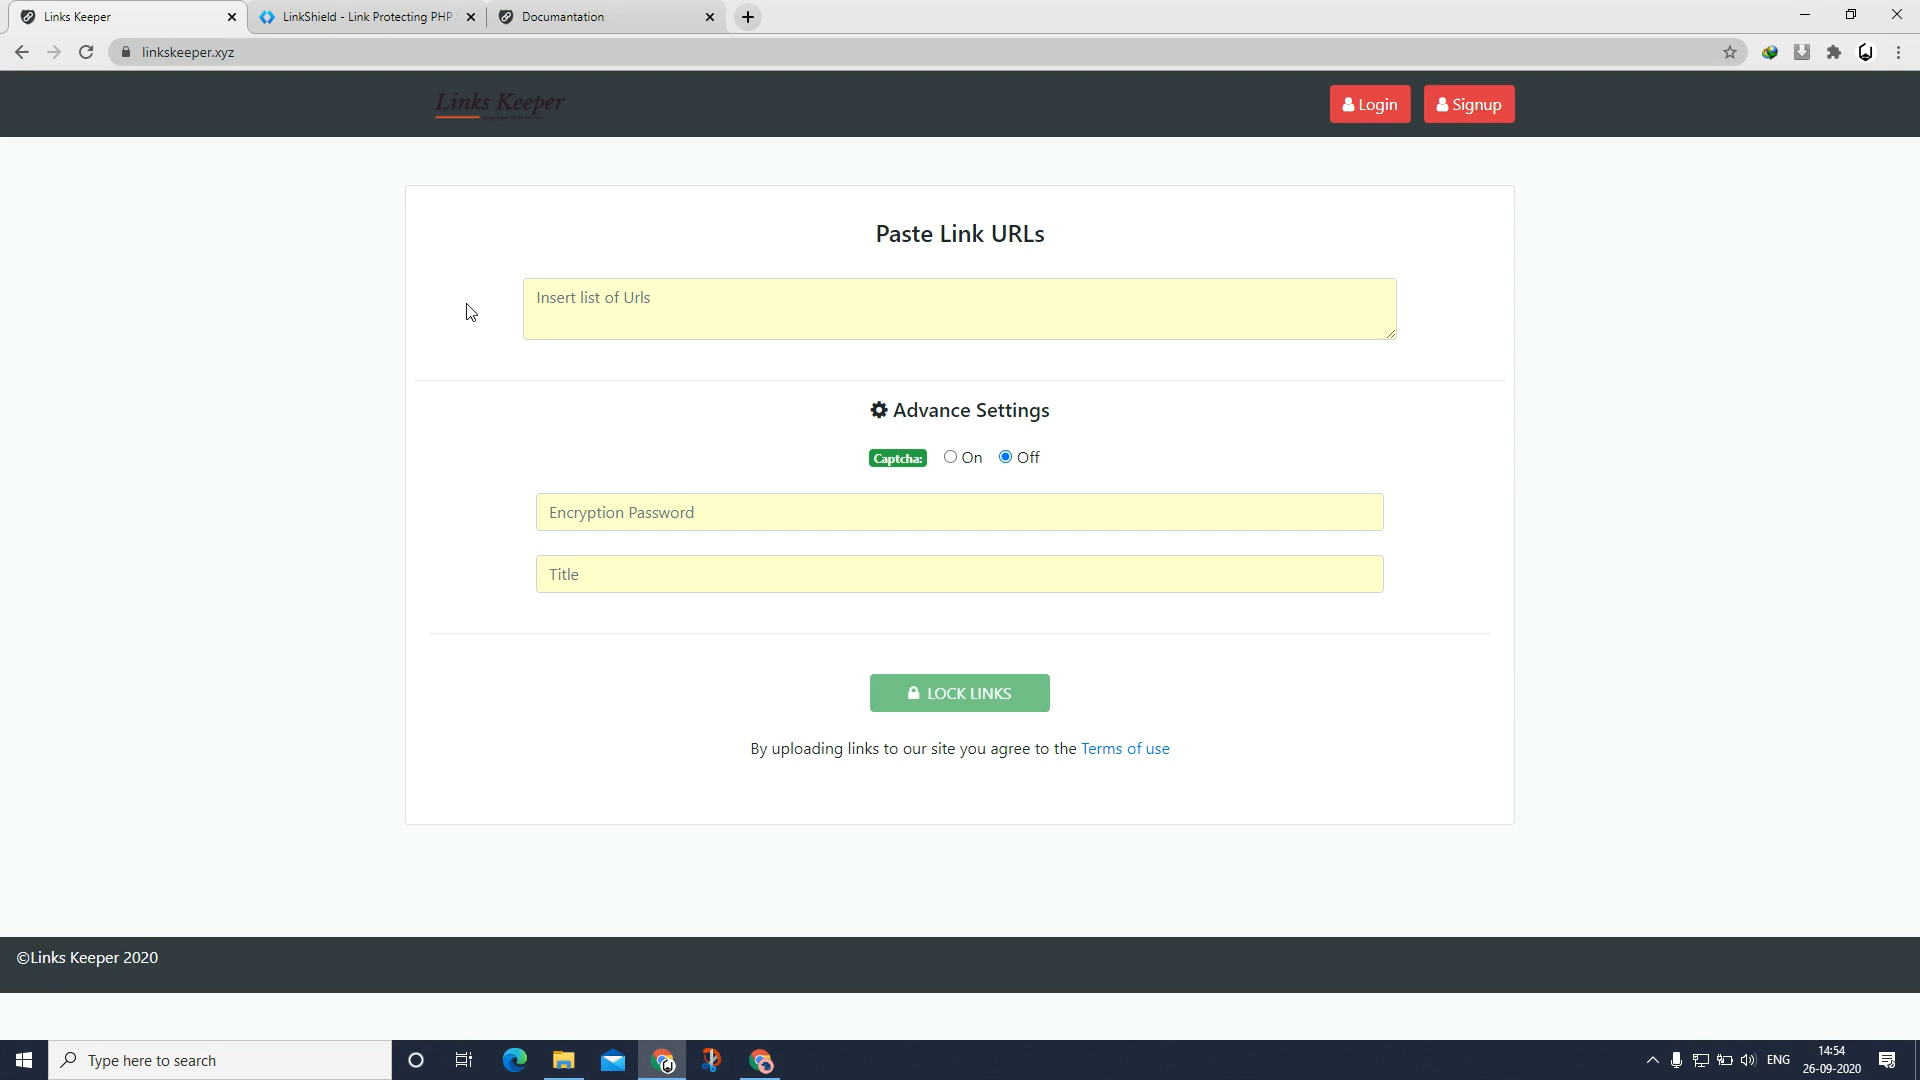 Links Keeper
LinkShield - Link Protecting PHP
Documantation
linkskeeper.xyz
Links Keeper
Login
Signup
Paste Link URLs
Insert list of Urls
Advance Settings
Captcha:
On
Off
Encryption Password
Title
LOCK LINKS
By uploading links to our site you agree to the Terms of use
©Links Keeper 2020
Type here to search
ENG
14:54
26-09-2020